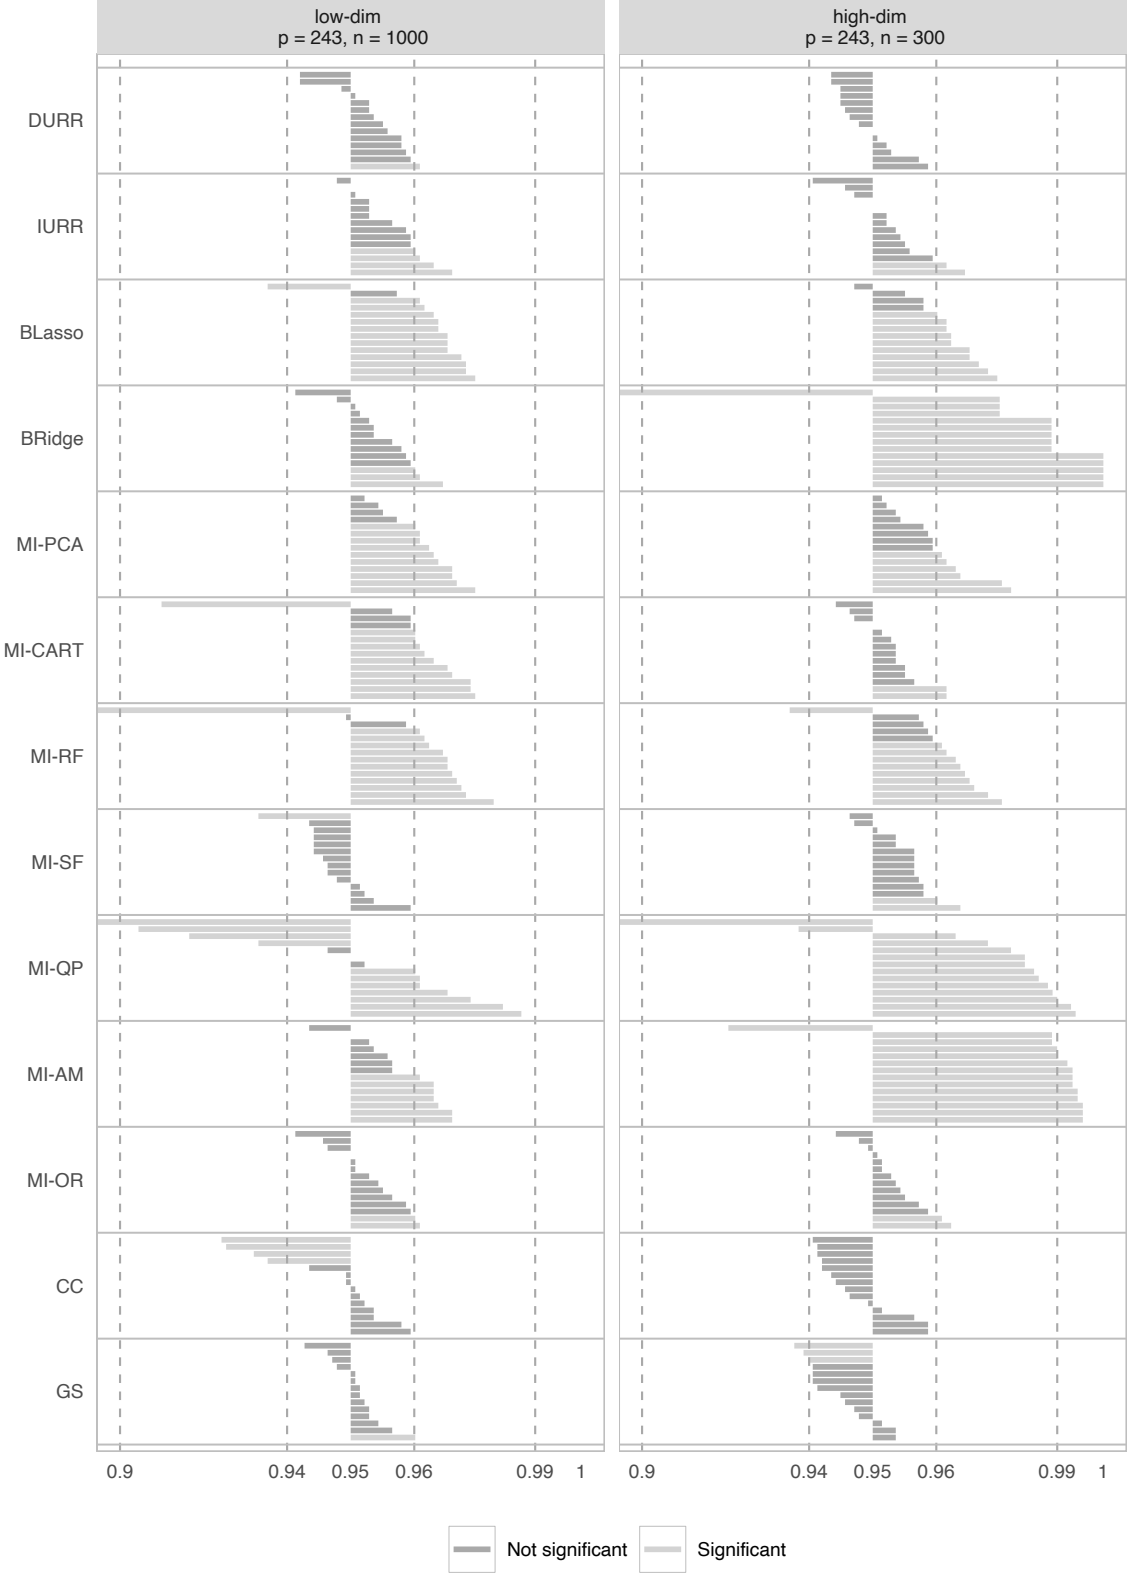 low-dim
p = 243, n = 1000
high-dim
p = 243, n = 300
DURR
IURR
BLasso
BRidge
MI-PCA
MI-CART
MI-RF
MI-SF
MI-QP
MI-AM
MI-OR
CC
GS
0.9 0.94 0.95 0.96 0.99 1
0.9 0.94 0.95 0.96 0.99 1
Not significant Significant